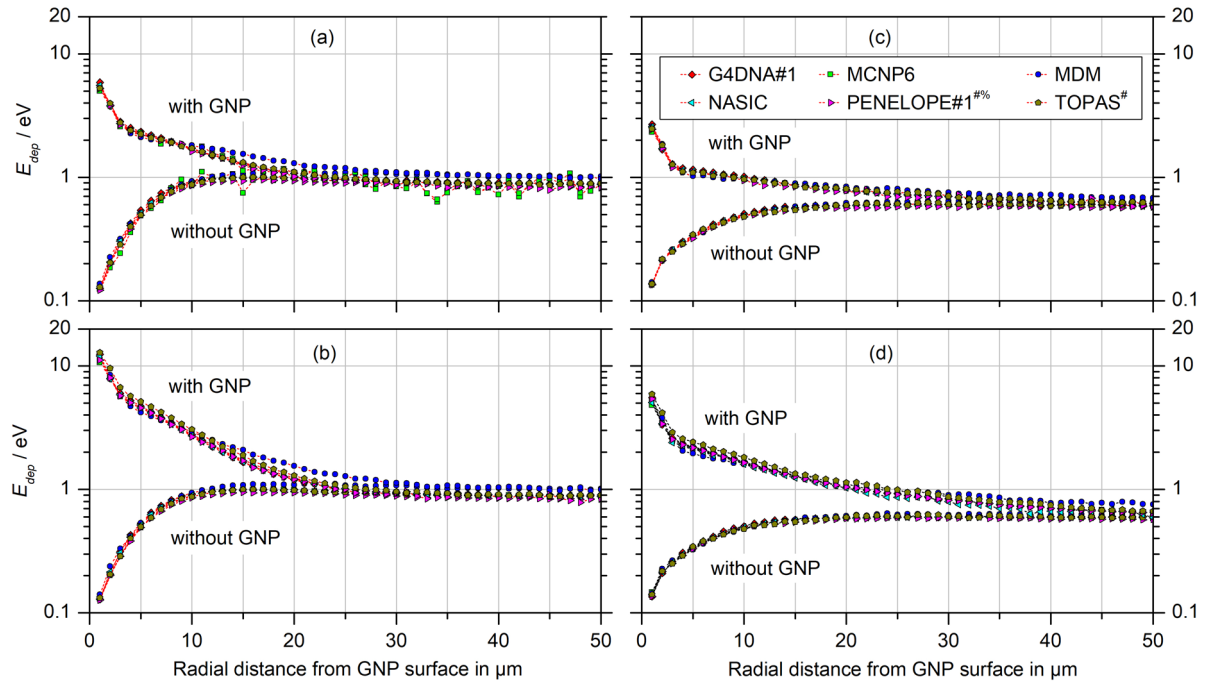 20
10
1
0.1
E_dep / eV
(a)
with GNP
without GNP
(c)
G4DNA#1 MCNP6 MDM
NASIC PENELOPE#1#% TOPAS#
with GNP
without GNP
20
10
1
0.1
20
10
1
0.1
E_dep / eV
(b)
with GNP
without GNP
(d)
with GNP
without GNP
20
10
1
0.1
0 10 20 30 40 50
0 10 20 30 40 50
Radial distance from GNP surface in µm
Radial distance from GNP surface in µm